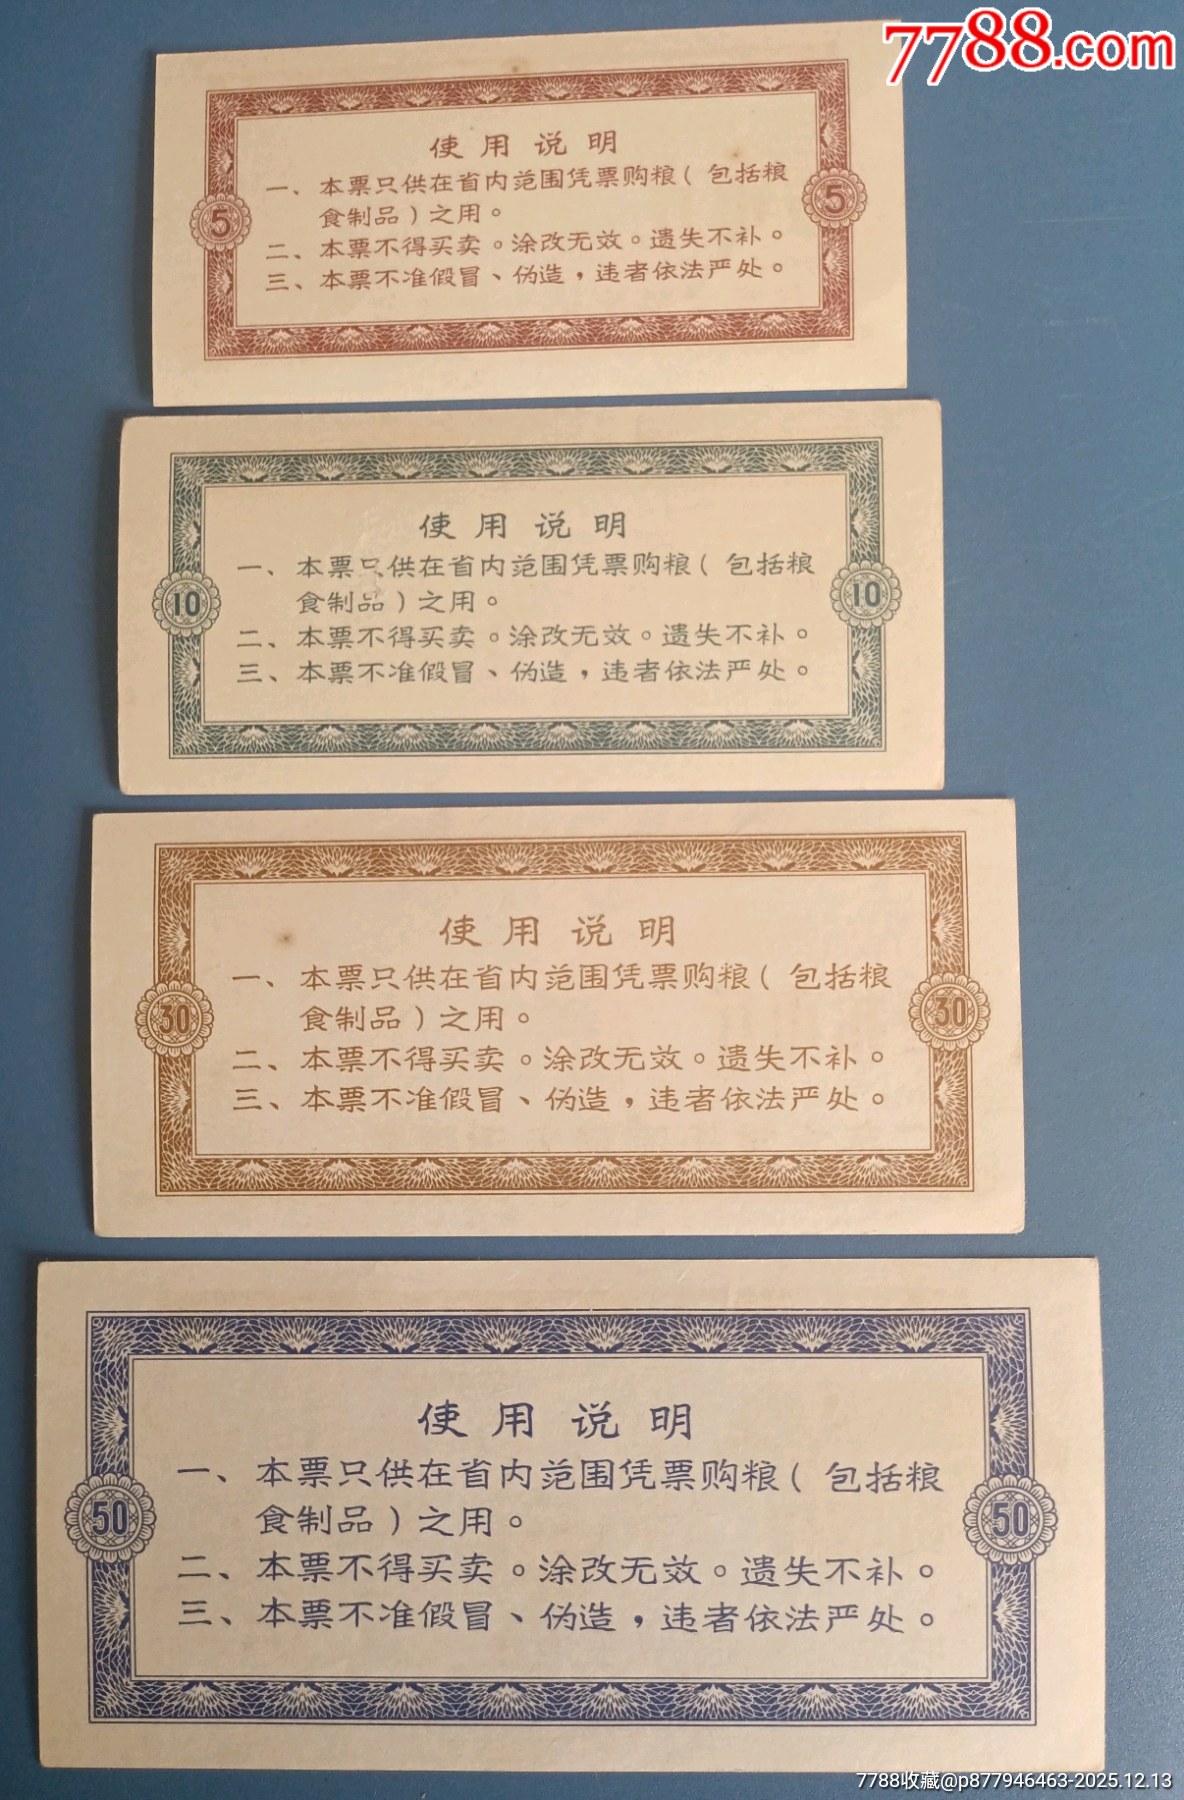 7788.com
使用说明
一、本票只供在省内范围凭票购粮(包括粮
食制品)之用。
二、本票不得买卖。涂改无效。遗失不补。
三、本票不准假冒、伪造,违者依法严处。
5
5
使用说明
一、本票只供在省内范围凭票购粮(包括粮
食制品)之用。
二、本票不得买卖。涂改无效。遗失不补。
三、本票不准假冒、伪造,违者依法严处。
10
10
使用说明
一、本票只供在省内范围凭票购粮(包括粮
食制品)之用。
二、本票不得买卖。涂改无效。遗失不补。
三、本票不准假冒、伪造,违者依法严处。
30
30
使用说明
一、本票只供在省内范围凭票购粮(包括粮
食制品)之用。
二、本票不得买卖。涂改无效。遗失不补。
三、本票不准假冒、伪造,违者依法严处。
50
50
7788收藏@p877946463-2025.12.13